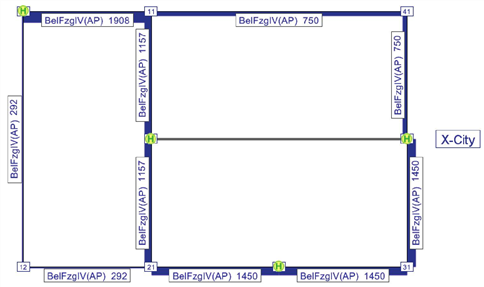 H
11
41
BelFzgIV(AP) 1908
BelFzgIV(AP) 750
BelFzgIV(AP) 1157
BelFzgIV(AP) 750
BelFzgIV(AP) 292
H
H
X-City
BelFzgIV(AP) 1157
BelFzgIV(AP) 1450
12
21
H
31
BelFzgIV(AP) 292
BelFzgIV(AP) 1450
BelFzgIV(AP) 1450